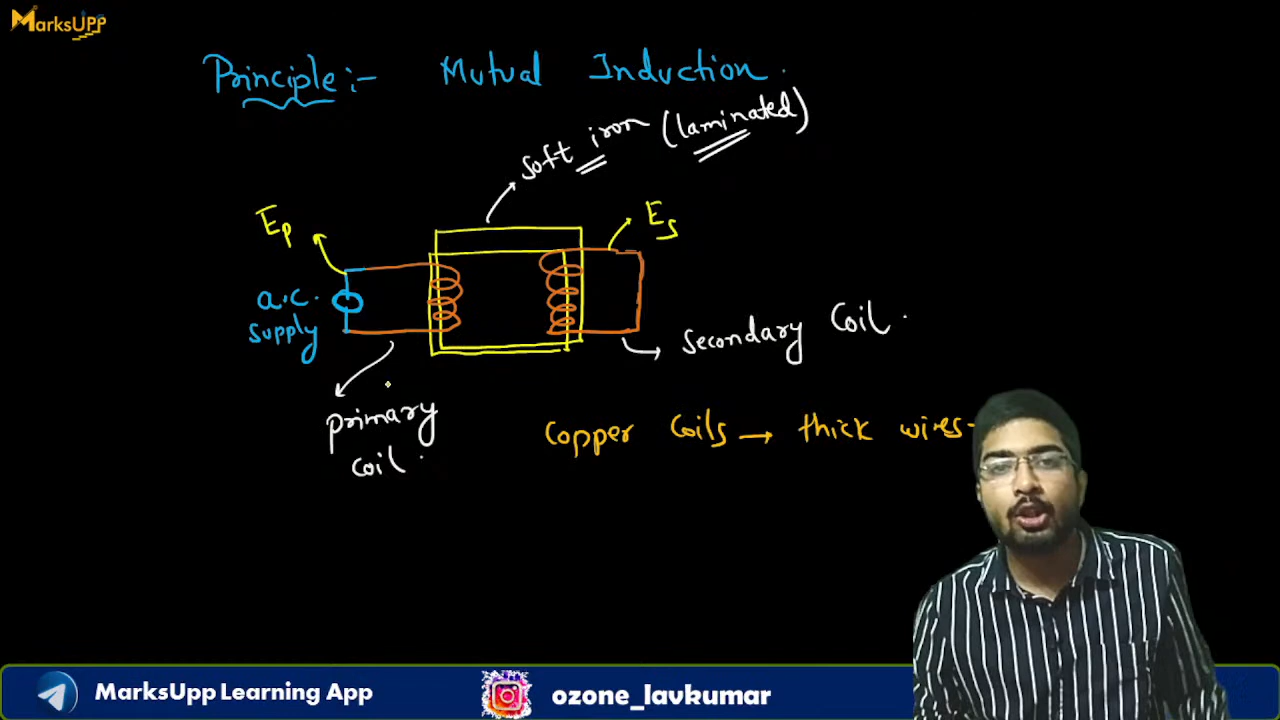 MarksUPP
Principle:- Mutual Induction.
soft iron (laminated)
Ep
Es
a.c.
supply
secondary coil.
primary
coil.
Copper Coils → thick wires-
MarksUpp Learning App
ozone_lavkumar